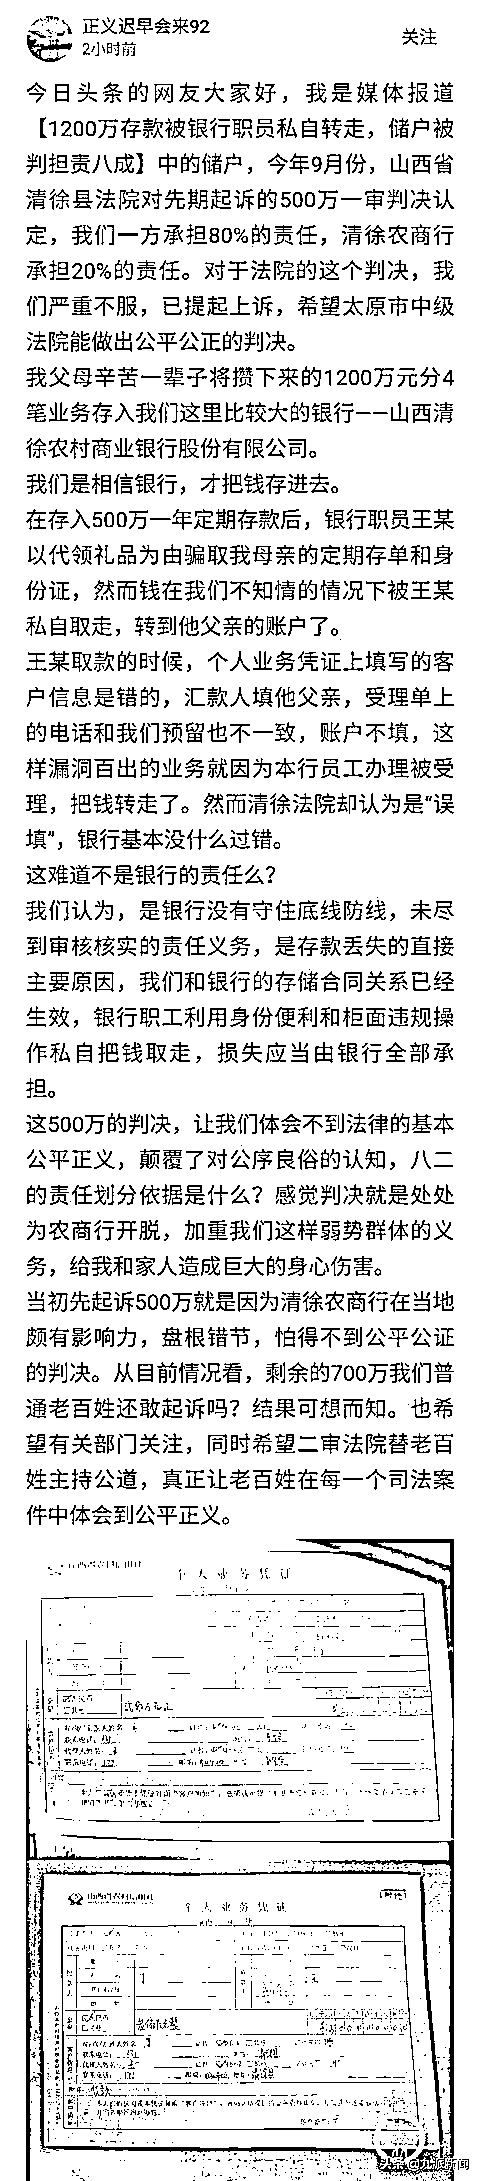 正义迟早会来92
2小时前
关注
今日头条的网友大家好，我是媒体报道
【1200万存款被银行职员私自转走，储户被
判担责八成】中的储户，今年9月份，山西省
清徐县法院对先期起诉的500万一审判决认
定，我们一方承担80%的责任，清徐农商行
承担20%的责任。对于法院的这个判决，我
们严重不服，已提起上诉，希望太原市中级
法院能做出公平公正的判决。
我父母辛苦一辈子将攒下来的1200万元分4
笔业务存入我们这里比较大的银行——山西清
徐农村商业银行股份有限公司。
我们是相信银行，才把钱存进去。
在存入500万一年定期存款后，银行职员王某
以代领礼品为由骗取我母亲的定期存单和身
份证，然而钱在我们不知情的情况下被王某
私自取走，转到他父亲的账户了。
王某取款的时候，个人业务凭证上填写的客
户信息是错的，汇款人填他父亲，受理单上
的电话和我们预留也不一致，账户不填，这
样漏洞百出的业务就因为本行员工办理被受
理，把钱转走了。然而清徐法院却认为是“误
填”，银行基本没什么过错。
这难道不是银行的责任么？
我们认为，是银行没有守住底线防线，未尽
到审核核实的责任义务，是存款丢失的直接
主要原因，我们和银行的存储合同关系已经
生效，银行职工利用身份便利和柜面违规操
作私自把钱取走，损失应当由银行全部承
担。
这500万的判决，让我们体会不到法律的基本
公平正义，颠覆了对公序良俗的认知，八二
的责任划分依据是什么？感觉判决就是处处
为农商行开脱，加重我们这样弱势群体的义
务，给我和家人造成巨大的身心伤害。
当初先起诉500万就是因为清徐农商行在当地
颇有影响力，盘根错节，怕得不到公平公证
的判决。从目前情况看，剩余的700万我们普
通老百姓还敢起诉吗？结果可想而知。也希
望有关部门关注，同时希望二审法院替老百
姓主持公道，真正让老百姓在每一个司法案
件中体会到公平正义。
个人业务凭证
个人业务凭证
头条@九派新闻